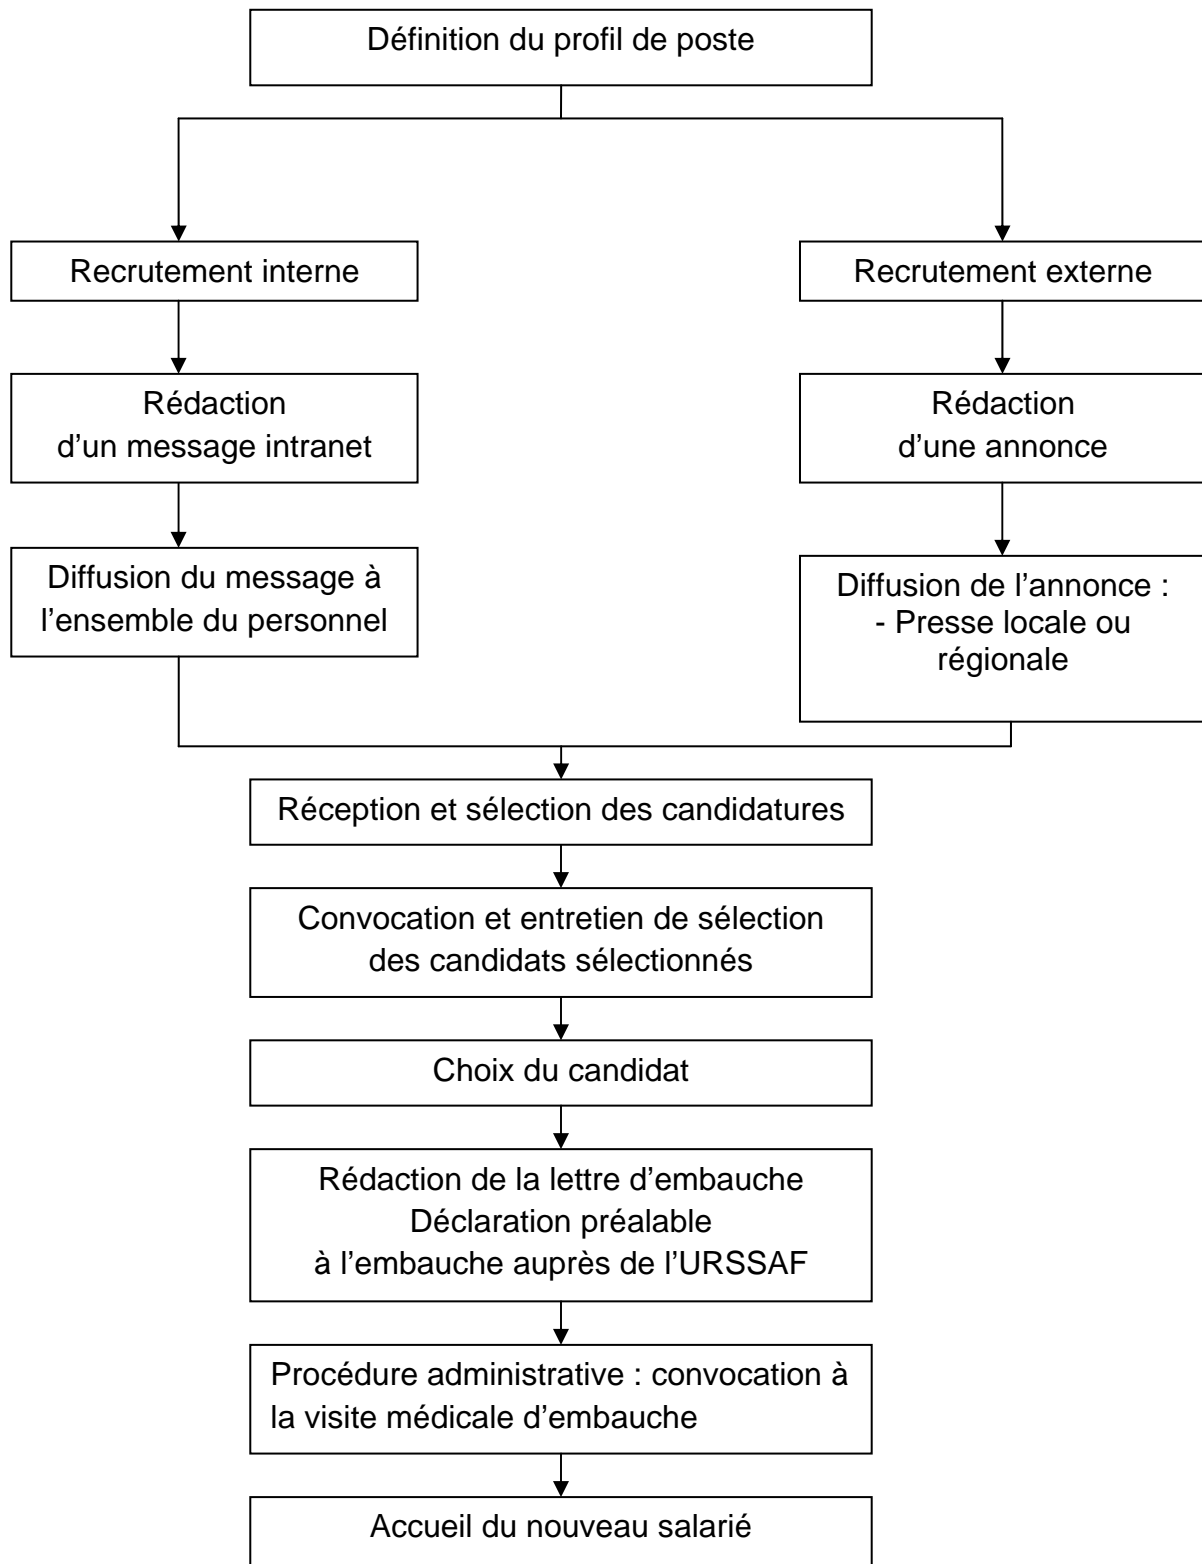 Définition du profil de poste
Recrutement interne
Recrutement externe
Rédaction
d’un message intranet
Rédaction
d’une annonce
Diffusion du message à
l’ensemble du personnel
Diffusion de l’annonce :
- Presse locale ou
régionale
Réception et sélection des candidatures
Convocation et entretien de sélection
des candidats sélectionnés
Choix du candidat
Rédaction de la lettre d’embauche
Déclaration préalable
à l’embauche auprès de l’URSSAF
Procédure administrative : convocation à
la visite médicale d’embauche
Accueil du nouveau salarié